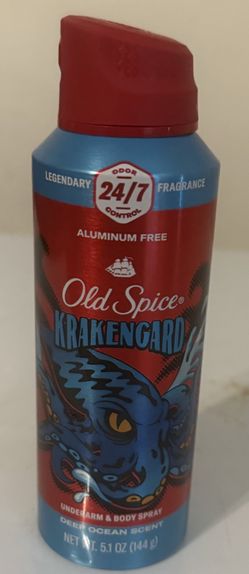 ODOR
LEGENDARY 24/7 FRAGRANCE
CONTROL
ALUMINUM FREE
Old Spice®
KRAKENGARD
UNDERARM & BODY SPRAY
DEEP OCEAN SCENT
NET WT. 5.1 OZ (144 g)